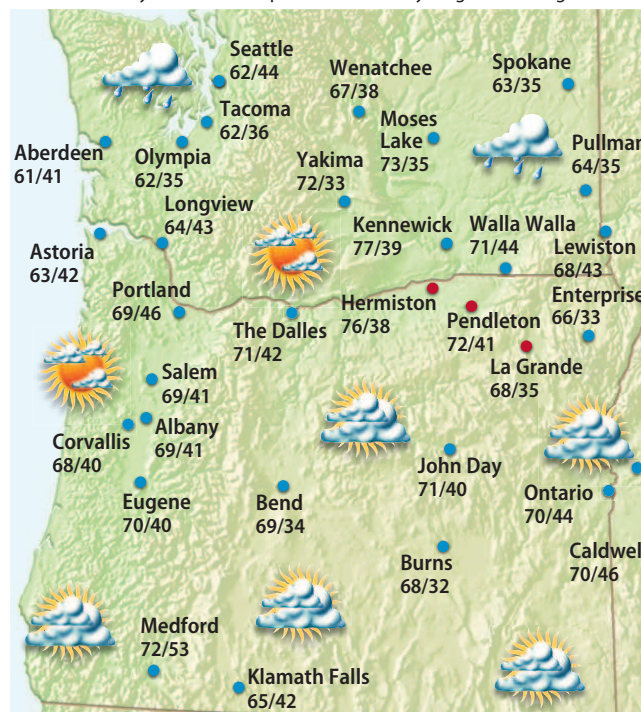 Seattle
62/44
Wenatchee
67/38
Spokane
63/35
Tacoma
62/36
Moses
Lake
73/35
Aberdeen
61/41
Olympia
62/35
Yakima
72/33
Pullman
64/35
Longview
64/43
Kennewick
77/39
Walla Walla
71/44
Lewiston
68/43
Astoria
63/42
Portland
69/46
The Dalles
71/42
Hermiston
76/38
Pendleton
72/41
Enterprise
66/33
La Grande
68/35
Salem
69/41
Albany
69/41
Corvallis
68/40
Eugene
70/40
Bend
69/34
John Day
71/40
Ontario
70/44
Burns
68/32
Caldwel
70/46
Medford
72/53
Klamath Falls
65/42